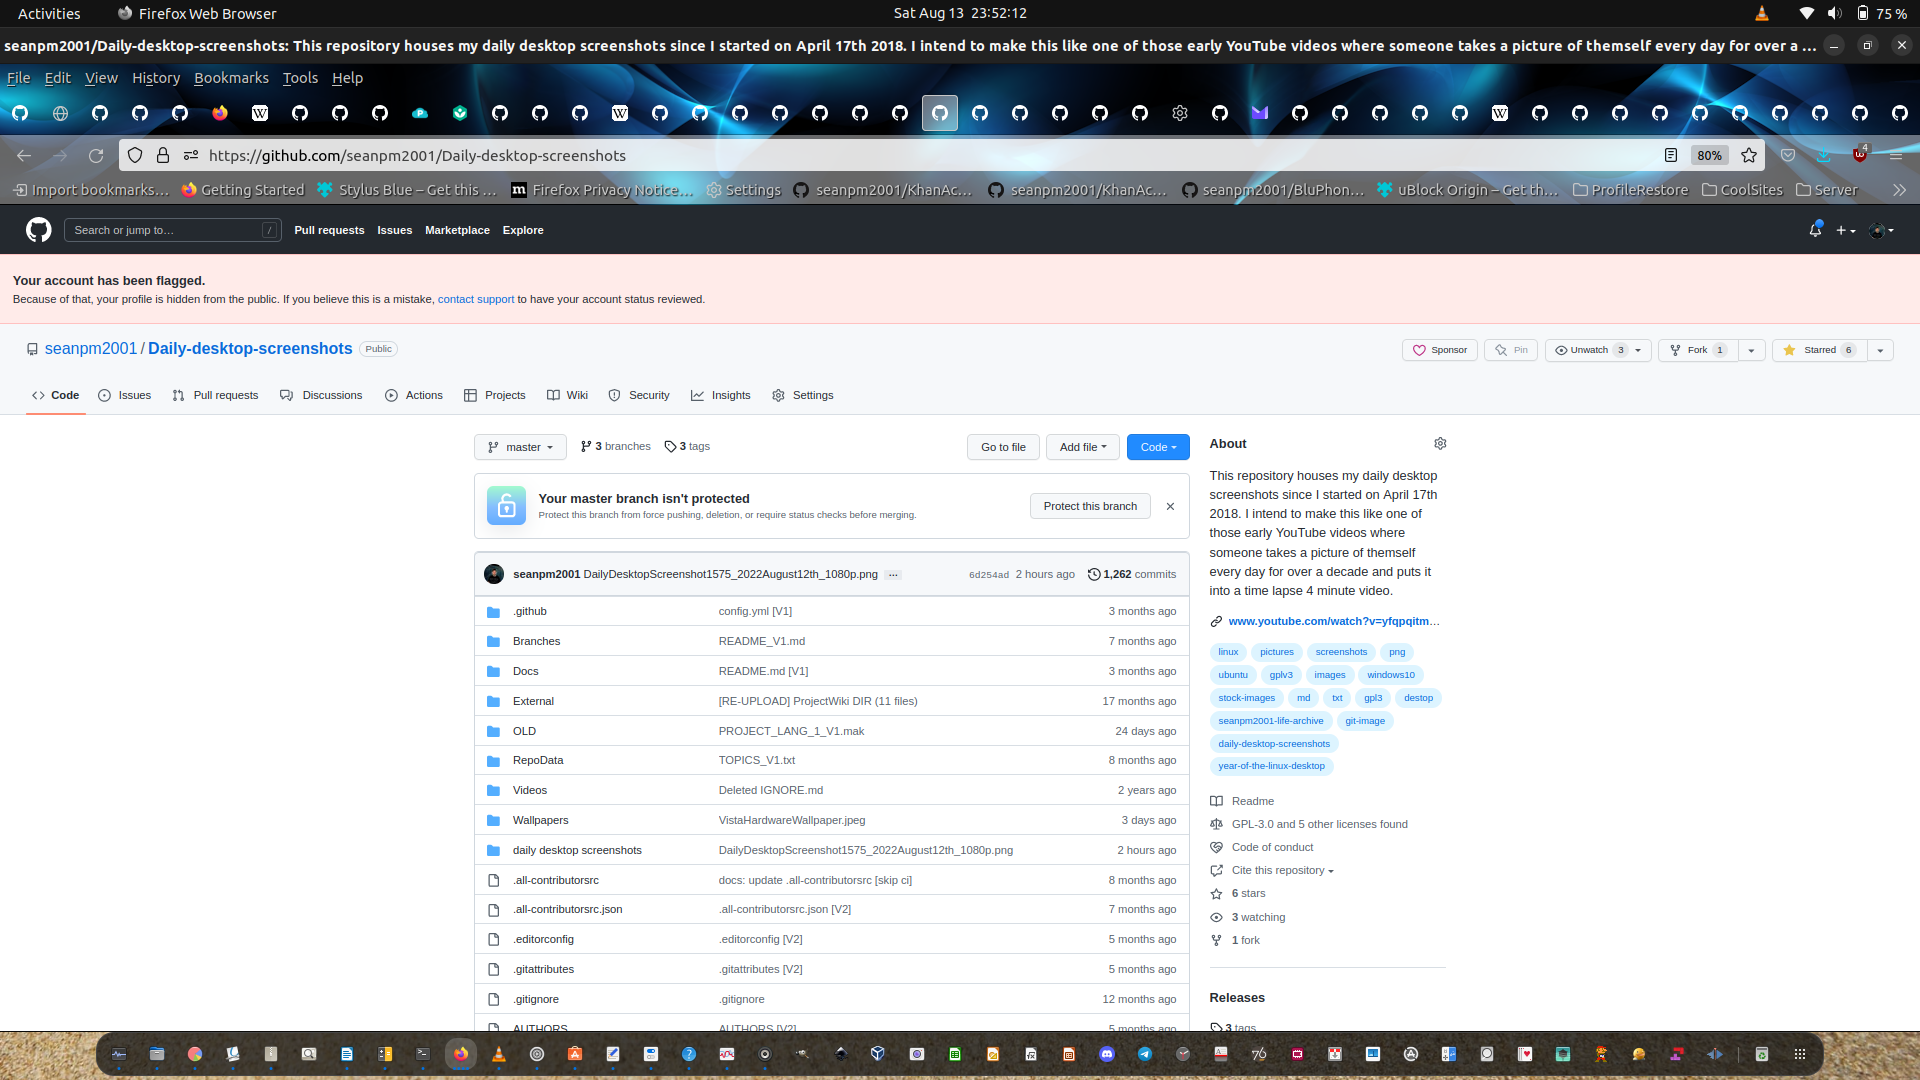 Activities
Firefox Web Browser
Sat Aug 13  23:52:12
75 %
seanpm2001/Daily-desktop-screenshots: This repository houses my daily desktop screenshots since I started on April 17th 2018. I intend to make this like one of those early YouTube videos where someone takes a picture of themself every day for over a ...
File Edit View History Bookmarks Tools Help
https://github.com/seanpm2001/Daily-desktop-screenshots
80%
4
Import bookmarks... Getting Started Stylus Blue – Get this ... Firefox Privacy Notice... Settings seanpm2001/KhanAc... seanpm2001/KhanAc... seanpm2001/BluPhon... uBlock Origin – Get th... ProfileRestore CoolSites Server
Search or jump to... /
Pull requests Issues Marketplace Explore
Your account has been flagged.
Because of that, your profile is hidden from the public. If you believe this is a mistake, contact support to have your account status reviewed.
seanpm2001 / Daily-desktop-screenshots Public
Sponsor Pin Unwatch 3 Fork 1 Starred 6
Code Issues Pull requests Discussions Actions Projects Wiki Security Insights Settings
master 3 branches 3 tags
Go to file Add file Code
Your master branch isn't protected
Protect this branch from force pushing, deletion, or require status checks before merging.
Protect this branch
seanpm2001 DailyDesktopScreenshot1575_2022August12th_1080p.png ... 6d254ad 2 hours ago 1,262 commits
.github config.yml [V1] 3 months ago
Branches README_V1.md 7 months ago
Docs README.md [V1] 3 months ago
External [RE-UPLOAD] ProjectWiki DIR (11 files) 17 months ago
OLD PROJECT_LANG_1_V1.mak 24 days ago
RepoData TOPICS_V1.txt 8 months ago
Videos Deleted IGNORE.md 2 years ago
Wallpapers VistaHardwareWallpaper.jpeg 3 days ago
daily desktop screenshots DailyDesktopScreenshot1575_2022August12th_1080p.png 2 hours ago
.all-contributorsrc docs: update .all-contributorsrc [skip ci] 8 months ago
.all-contributorsrc.json .all-contributorsrc.json [V2] 7 months ago
.editorconfig .editorconfig [V2] 5 months ago
.gitattributes .gitattributes [V2] 5 months ago
.gitignore .gitignore 12 months ago
AUTHORS AUTHORS [V2] 5 months ago
About
This repository houses my daily desktop
screenshots since I started on April 17th
2018. I intend to make this like one of
those early YouTube videos where
someone takes a picture of themself
every day for over a decade and puts it
into a time lapse 4 minute video.
www.youtube.com/watch?v=yfqpqitm...
linux pictures screenshots png
ubuntu gplv3 images windows10
stock-images md txt gpl3 destop
seanpm2001-life-archive git-image
daily-desktop-screenshots
year-of-the-linux-desktop
Readme
GPL-3.0 and 5 other licenses found
Code of conduct
Cite this repository
6 stars
3 watching
1 fork
Releases
3 tags